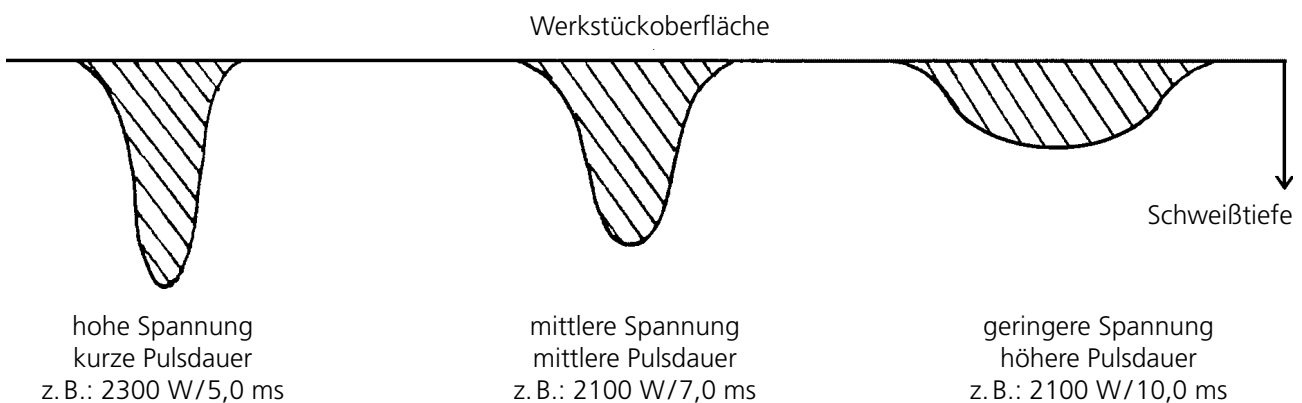 Werkstückoberfläche
Schweißtiefe
hohe Spannung
kurze Pulsdauer
z. B.: 2300 W/5,0 ms
mittlere Spannung
mittlere Pulsdauer
z. B.: 2100 W/7,0 ms
geringere Spannung
höhere Pulsdauer
z. B.: 2100 W/10,0 ms